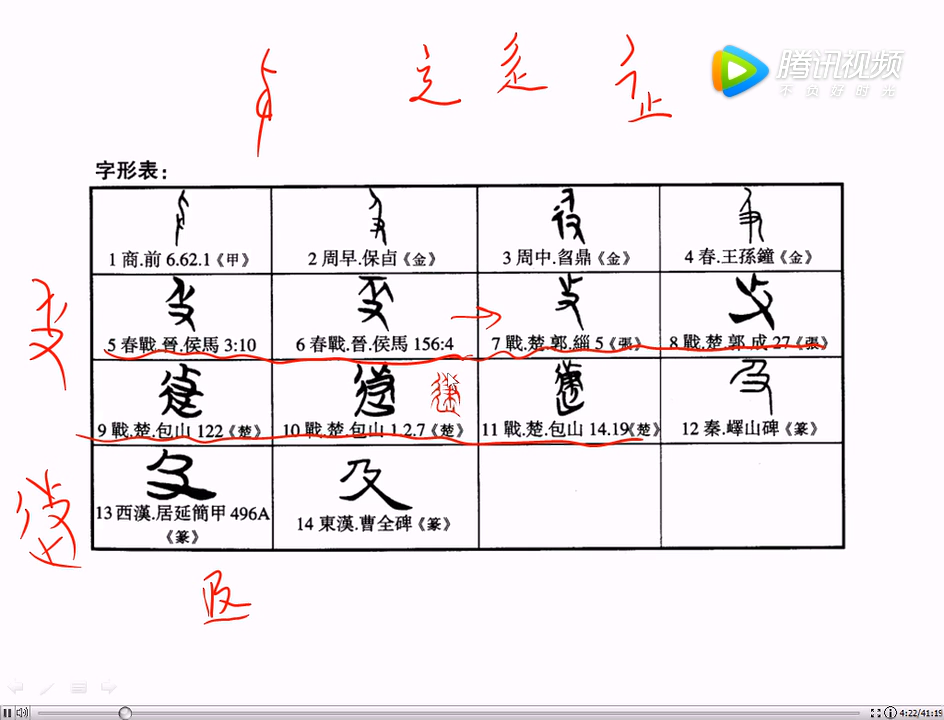 腾讯视频
不负好时光
字形表:
1 商.前 6.62.1《甲》
2 周早.保卣《金》
3 周中.曶鼎《金》
4 春.王孫鐘《金》
5 春戰.晉.侯馬 3:10
6 春戰.晉.侯馬 156:4
7 戰.楚.郭.緇 5《張》
8 戰.楚.郭.成 27《張》
9 戰.楚.包山 122《楚》
10 戰.楚.包山 1 2.7《楚》
11 戰.楚.包山 14.19《楚》
12 秦.嶧山碑《篆》
13 西漢.居延簡甲 496A
《篆》
14 東漢.曹全碑《篆》
4:22/41:19